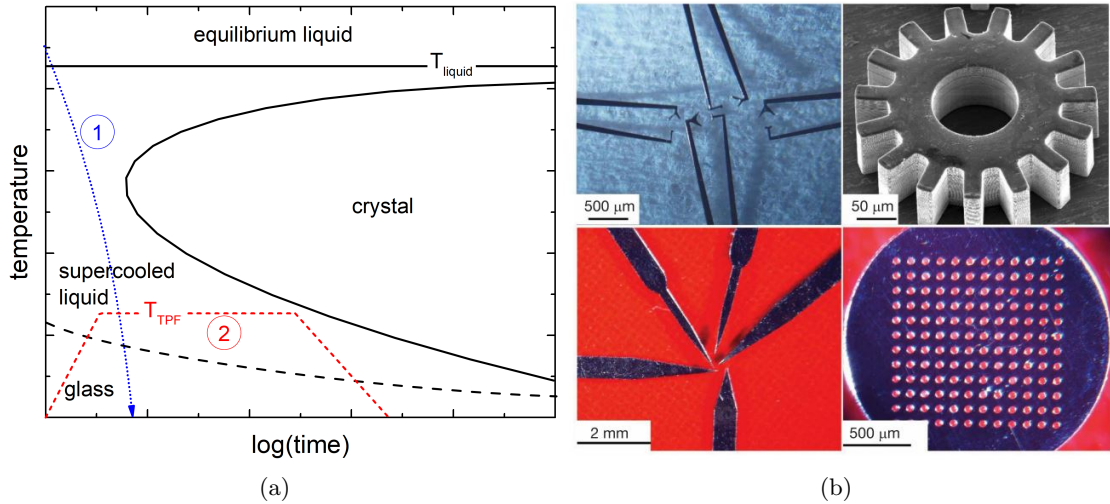 equilibrium liquid
T_liquid
1
crystal
supercooled
liquid
T_TPF
2
glass
temperature
log(time)
(a)
500 μm
50 μm
2 mm
500 μm
(b)